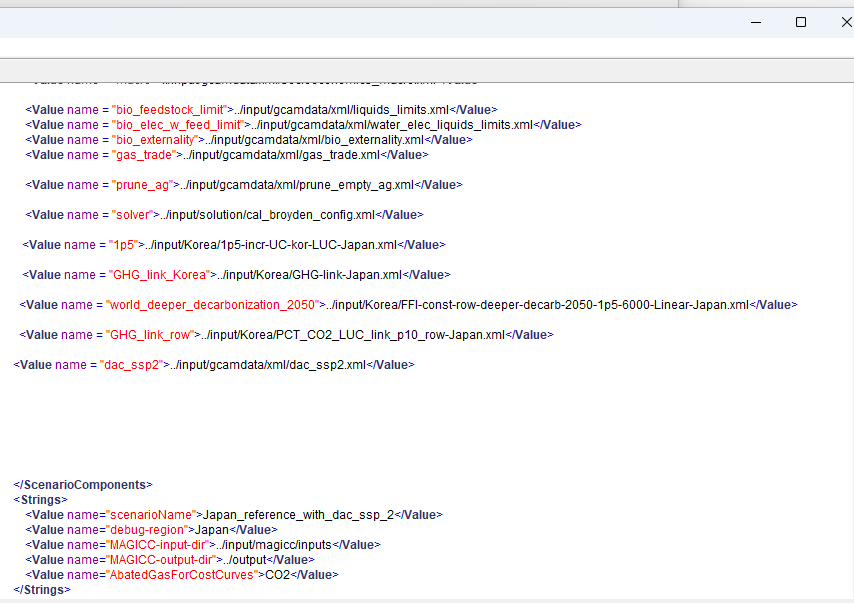 <Value name = "bio_feedstock_limit">../input/gcamdata/xml/liquids_limits.xml</Value>
<Value name = "bio_elec_w_feed_limit">../input/gcamdata/xml/water_elec_liquids_limits.xml</Value>
<Value name = "bio_externality">../input/gcamdata/xml/bio_externality.xml</Value>
<Value name = "gas_trade">../input/gcamdata/xml/gas_trade.xml</Value>
<Value name = "prune_ag">../input/gcamdata/xml/prune_empty_ag.xml</Value>
<Value name = "solver">../input/solution/cal_broyden_config.xml</Value>
<Value name = "1p5">../input/Korea/1p5-incr-UC-kor-LUC-Japan.xml</Value>
<Value name = "GHG_link_Korea">../input/Korea/GHG-link-Japan.xml</Value>
<Value name = "world_deeper_decarbonization_2050">../input/Korea/FFI-const-row-deeper-decarb-2050-1p5-6000-Linear-Japan.xml</Value>
<Value name = "GHG_link_row">../input/Korea/PCT_CO2_LUC_link_p10_row-Japan.xml</Value>
<Value name = "dac_ssp2">../input/gcamdata/xml/dac_ssp2.xml</Value>
</ScenarioComponents>
<Strings>
<Value name="scenarioName">Japan_reference_with_dac_ssp_2</Value>
<Value name="debug-region">Japan</Value>
<Value name="MAGICC-input-dir">../input/magicc/inputs</Value>
<Value name="MAGICC-output-dir">../output</Value>
<Value name="AbatedGasForCostCurves">CO2</Value>
</Strings>